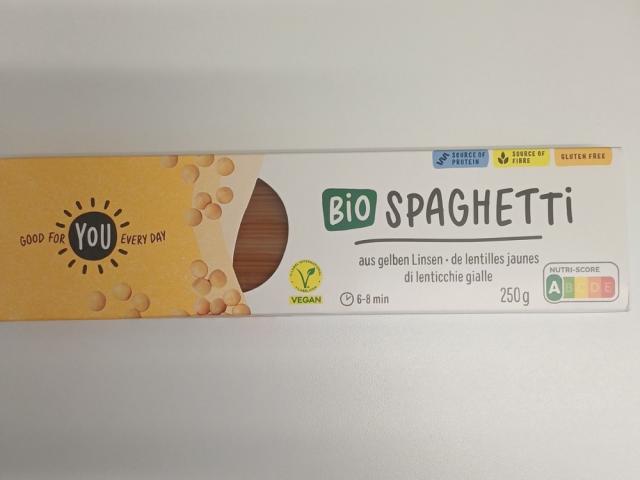 GOOD FOR YOU EVERY DAY
SOURCE OF
PROTEIN
SOURCE OF
FIBRE
GLUTEN FREE
BIO SPAGHETTI
aus gelben Linsen · de lentilles jaunes
di lenticchie gialle
VEGAN
6-8 min
250g
NUTRI-SCORE
A B C D E